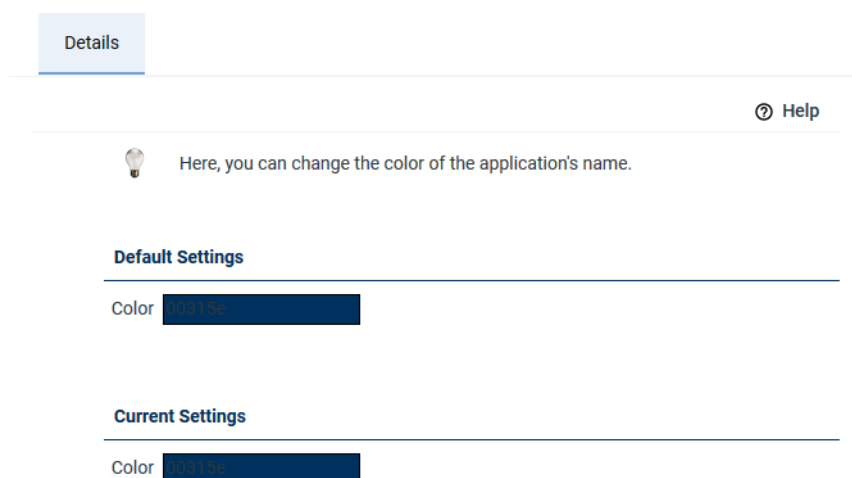 Details
Help
Here, you can change the color of the application's name.
Default Settings
Color 00315e
Current Settings
Color 00315e